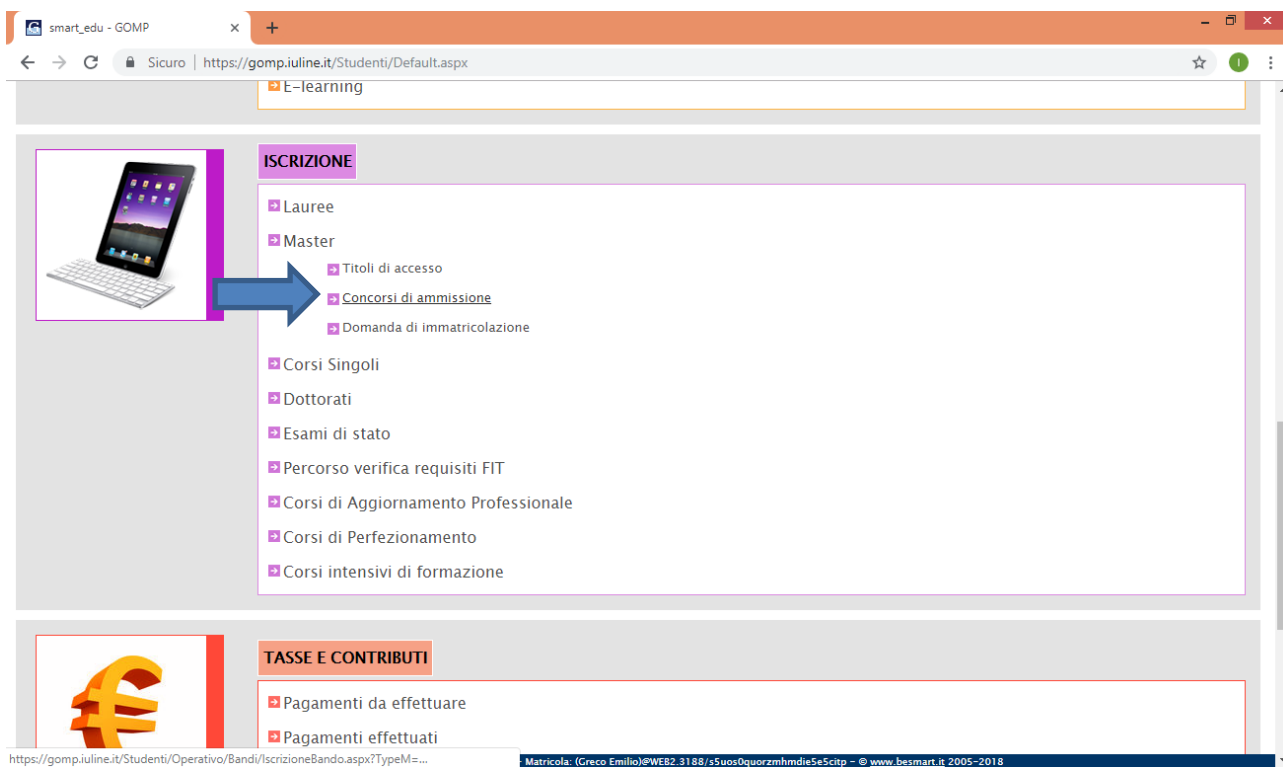 smart_edu - GOMP
Sicuro | https://gomp.iuline.it/Studenti/Default.aspx
I
E-learning
ISCRIZIONE
Lauree
Master
Titoli di accesso
Concorsi di ammissione
Domanda di immatricolazione
Corsi Singoli
Dottorati
Esami di stato
Percorso verifica requisiti FIT
Corsi di Aggiornamento Professionale
Corsi di Perfezionamento
Corsi intensivi di formazione
TASSE E CONTRIBUTI
Pagamenti da effettuare
Pagamenti effettuati
https://gomp.iuline.it/Studenti/Operativo/Bandi/IscrizioneBando.aspx?TypeM=...
- Matricola: (Greco Emilio)@WEB2.3188/s5uos0quorzmhmdie5e5citp - © www.besmart.it 2005-2018